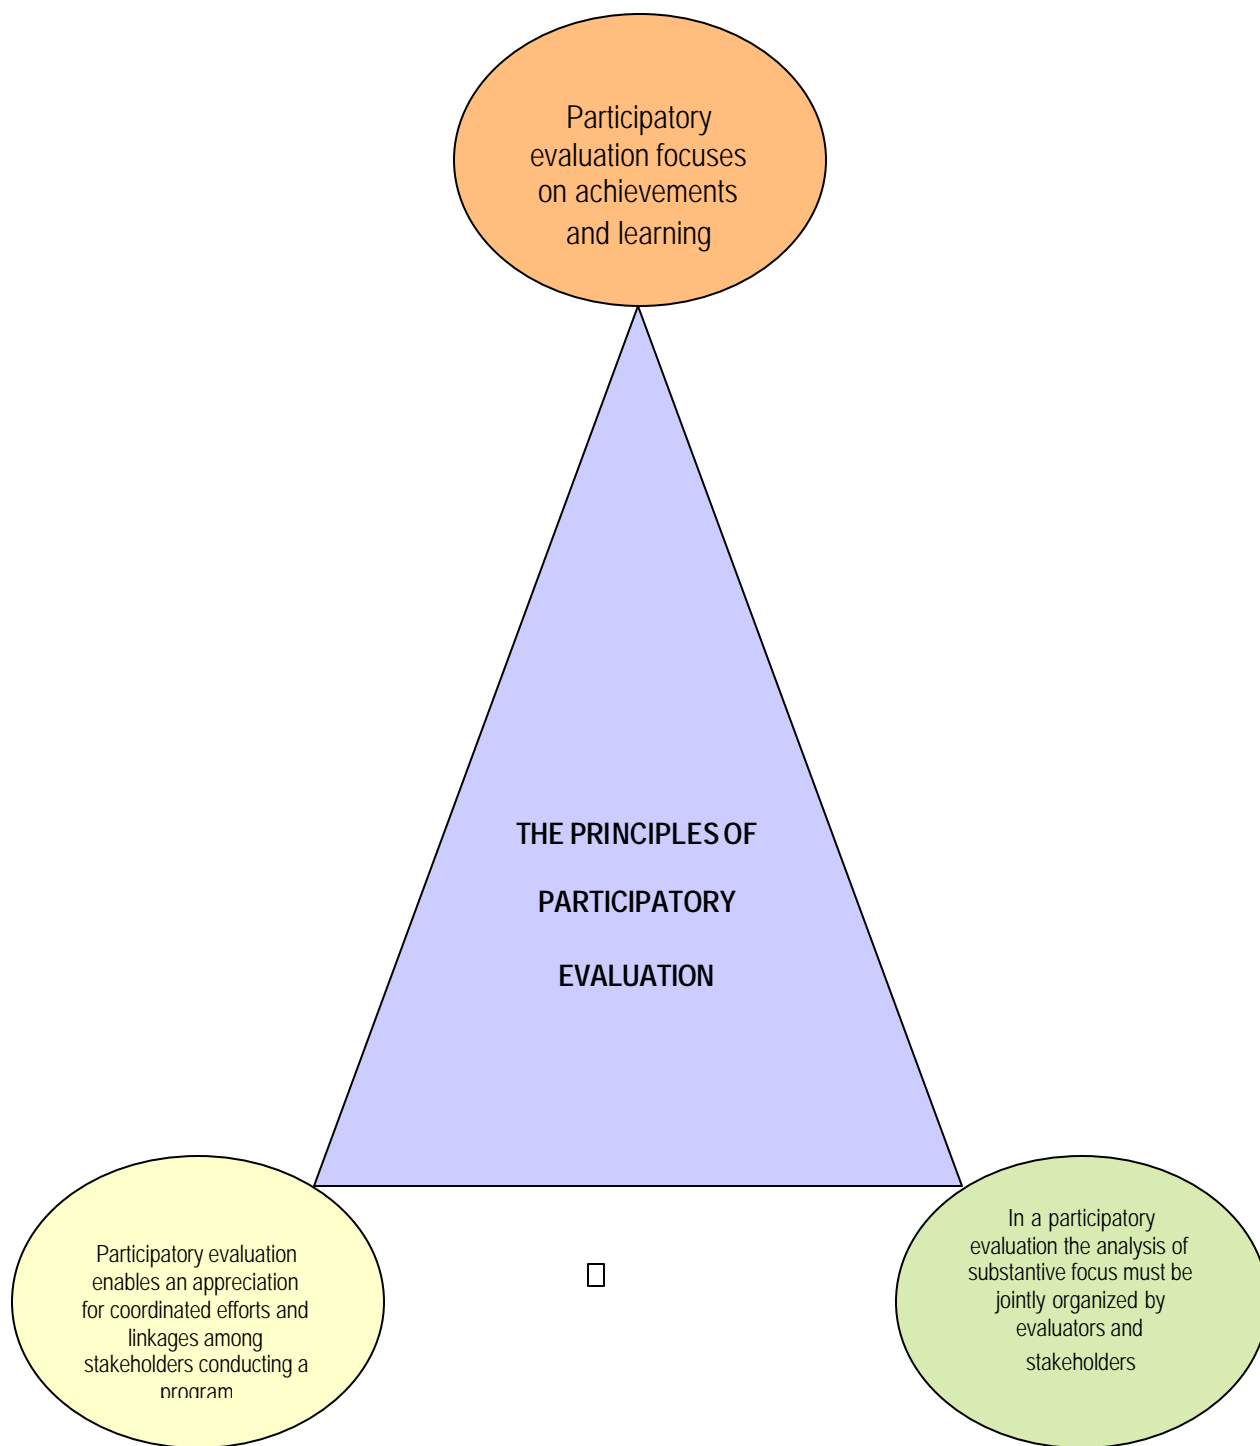 Participatory
evaluation focuses
on achievements
and learning
THE PRINCIPLES OF
PARTICIPATORY
EVALUATION
Participatory evaluation
enables an appreciation
for coordinated efforts and
linkages among
stakeholders conducting a
program
In a participatory
evaluation the analysis of
substantive focus must be
jointly organized by
evaluators and
stakeholders